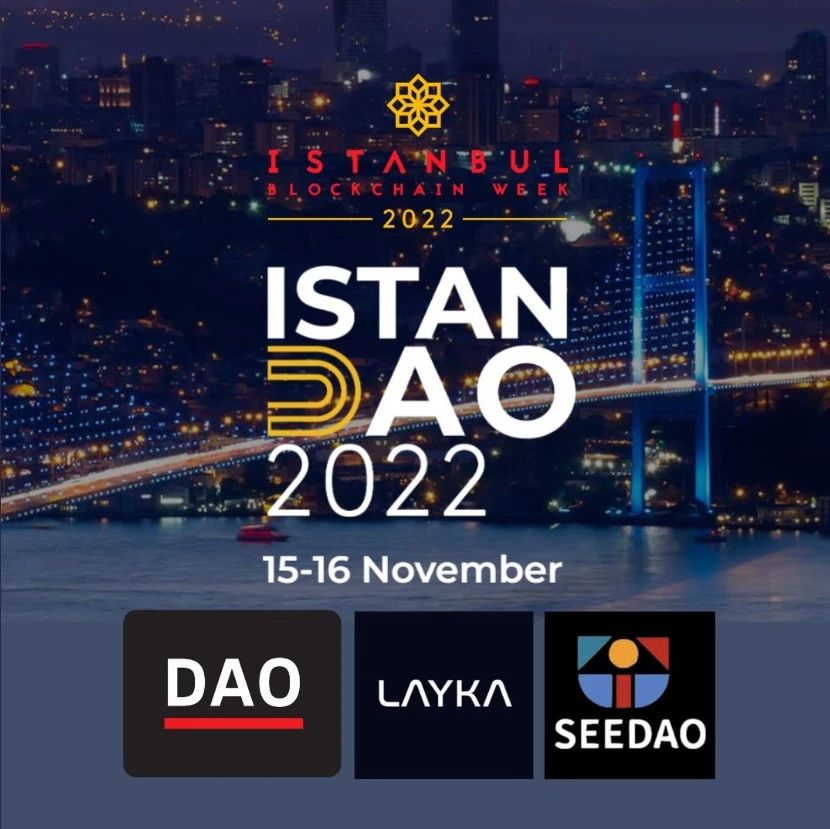 ISTANBUL
BLOCKCHAIN WEEK
2022
ISTAN
DAO
2022
15-16 November
DAO
LAYKA
SEEDAO